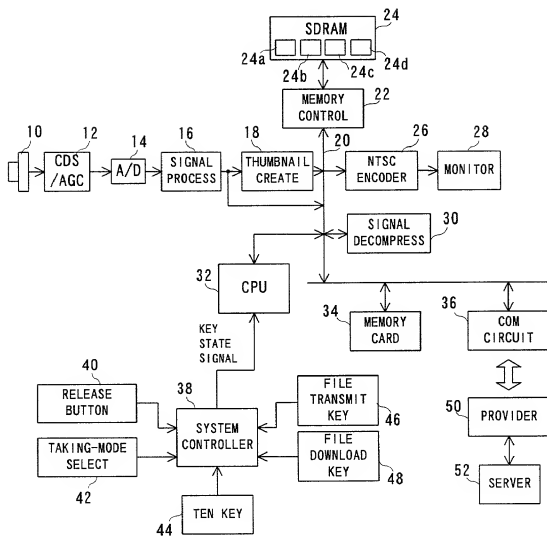 24
SDRAM
24a
24b
24c
24d
22
MEMORY
CONTROL
10
12
14
16
18
20
26
28
CDS
/AGC
A/D
SIGNAL
PROCESS
THUMBNAIL
CREATE
NTSC
ENCODER
MONITOR
SIGNAL
DECOMPRESS
30
32
CPU
34
MEMORY
CARD
36
COM
CIRCUIT
KEY
STATE
SIGNAL
40
RELEASE
BUTTON
38
SYSTEM
CONTROLLER
FILE
TRANSMIT
KEY
46
50
PROVIDER
TAKING-MODE
SELECT
42
FILE
DOWNLOAD
KEY
48
52
SERVER
44
TEN KEY